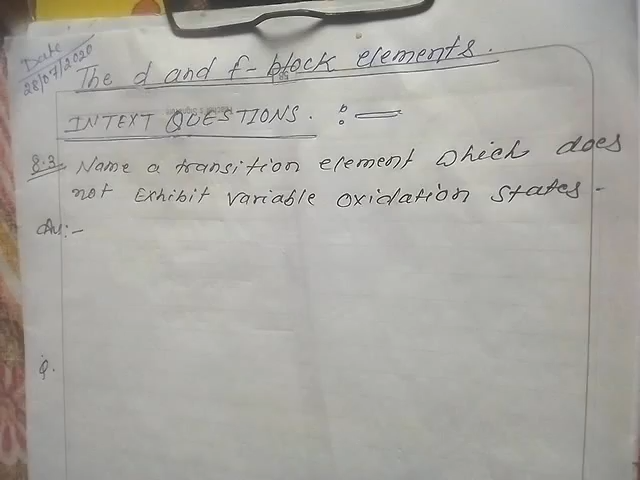 Date
28/07/2020
The d and f-block elements.
INTEXT QUESTIONS. :—
8.3 Name a transition element which does
not Exhibit variable oxidation states.
Ans:-
Q.